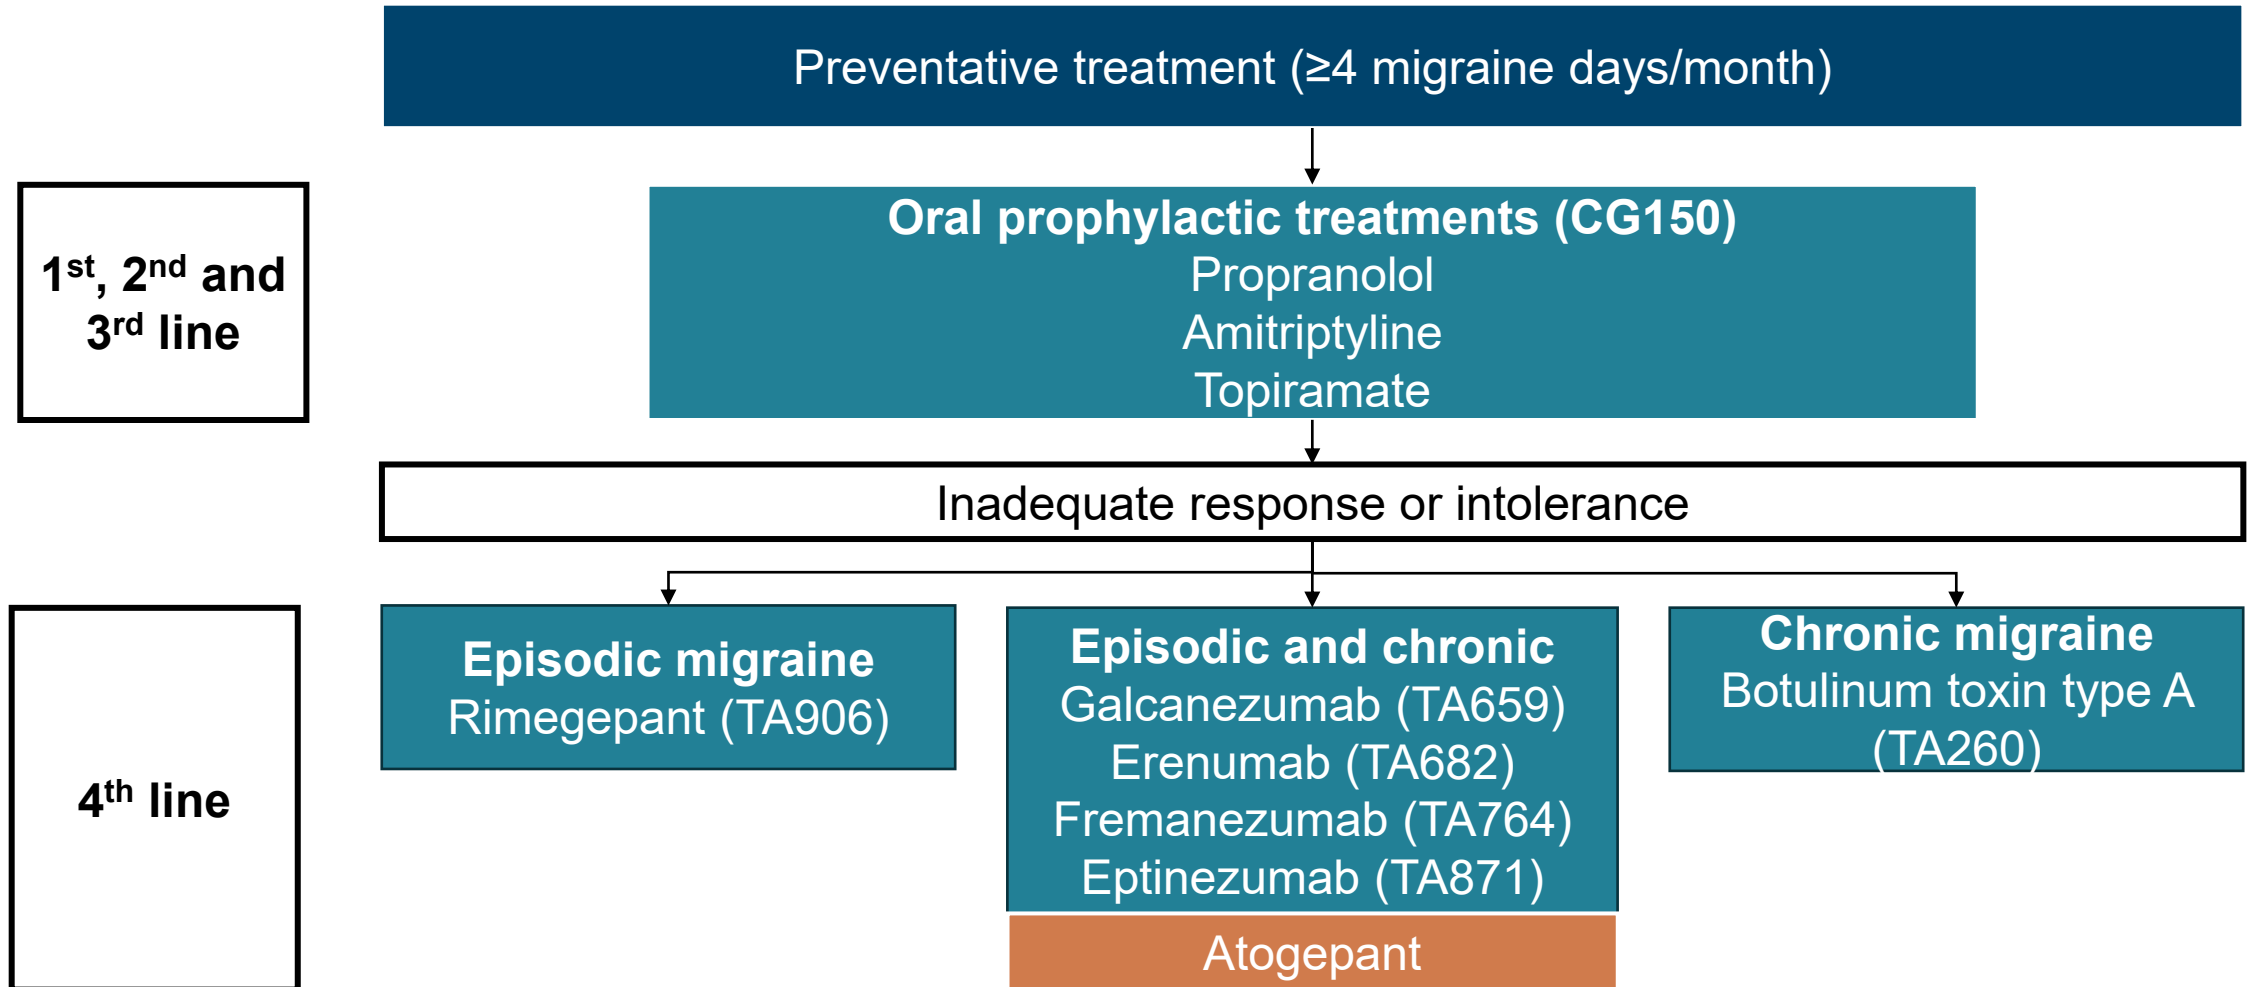 Preventative treatment (≥4 migraine days/month)
1st, 2nd and
3rd line
Oral prophylactic treatments (CG150)
Propranolol
Amitriptyline
Topiramate
Inadequate response or intolerance
4th line
Episodic migraine
Rimegepant (TA906)
Episodic and chronic
Galcanezumab (TA659)
Erenumab (TA682)
Fremanezumab (TA764)
Eptinezumab (TA871)
Atogepant
Chronic migraine
Botulinum toxin type A
(TA260)